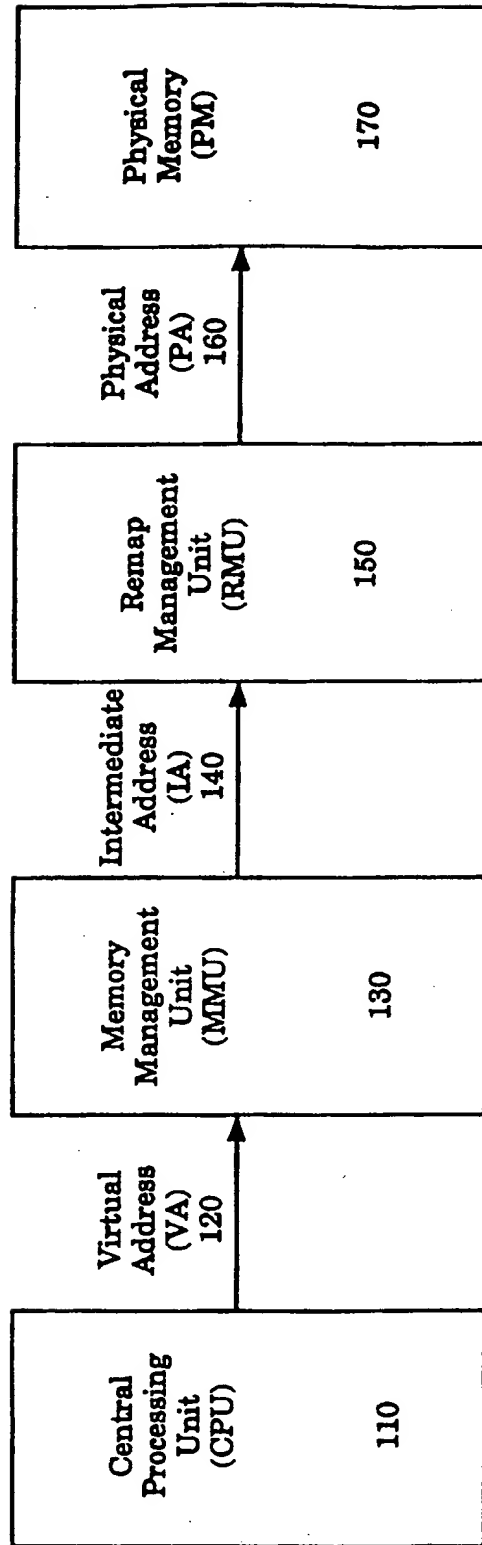 Central
Processing
Unit
(CPU)
110
Virtual
Address
(VA)
120
Memory
Management
Unit
(MMU)
130
Intermediate
Address
(IA)
140
Remap
Management
Unit
(RMU)
150
Physical
Address
(PA)
160
Physical
Memory
(PM)
170